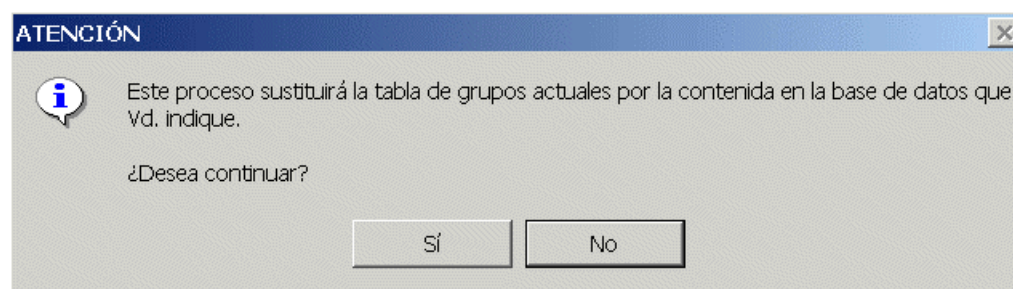 ATENCIÓN
Este proceso sustituirá la tabla de grupos actuales por la contenida en la base de datos que
Vd. indique.
¿Desea continuar?
Sí
No